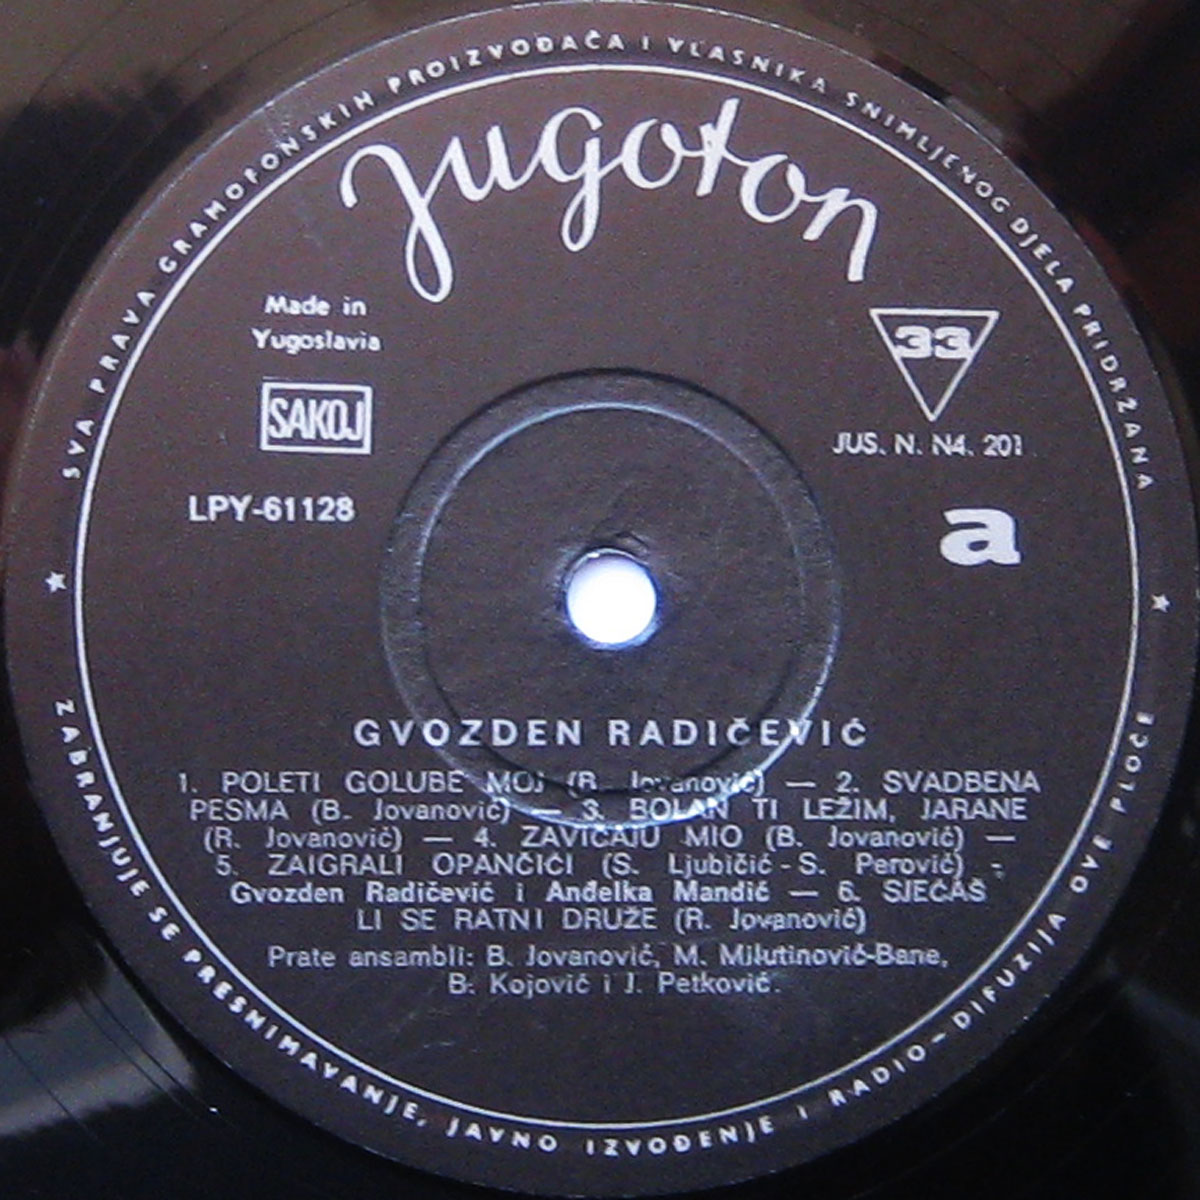 SVA PRAVA GRAMOFONSKIH PROIZVOĐAČA I VLASNIKA SNIMLJENOG DJELA PRIDRŽANA
jugoton
Made in
Yugoslavia
33
SAKOJ
JUS. N. N4. 201
LPY-61128
a
GVOZDEN RADIČEVIĆ
1. POLETI GOLUBE MOJ (R. Jovanović) — 2. SVADBENA
PESMA (B. Jovanović) — 3. BOLAN TI LEŽIM, JARANE
(R. Jovanović) — 4. ZAVIČAJU MIO (B. Jovanović) —
5. ZAIGRALI OPANČIĆI (S. Ljubičić - S. Perović) -
Gvozden Radičević i Anđelka Mandić — 6. SJEĆAŠ
LI SE RATNI DRUŽE (R. Jovanović)
Prate ansambli: B. Jovanović, M. Milutinović-Bane,
B. Kojović i J. Petković.
ZABRANJUJE SE PRESNIMAVANJE, JAVNO IZVOĐENJE I RADIO-DIFUZIJA OVE PLOČE